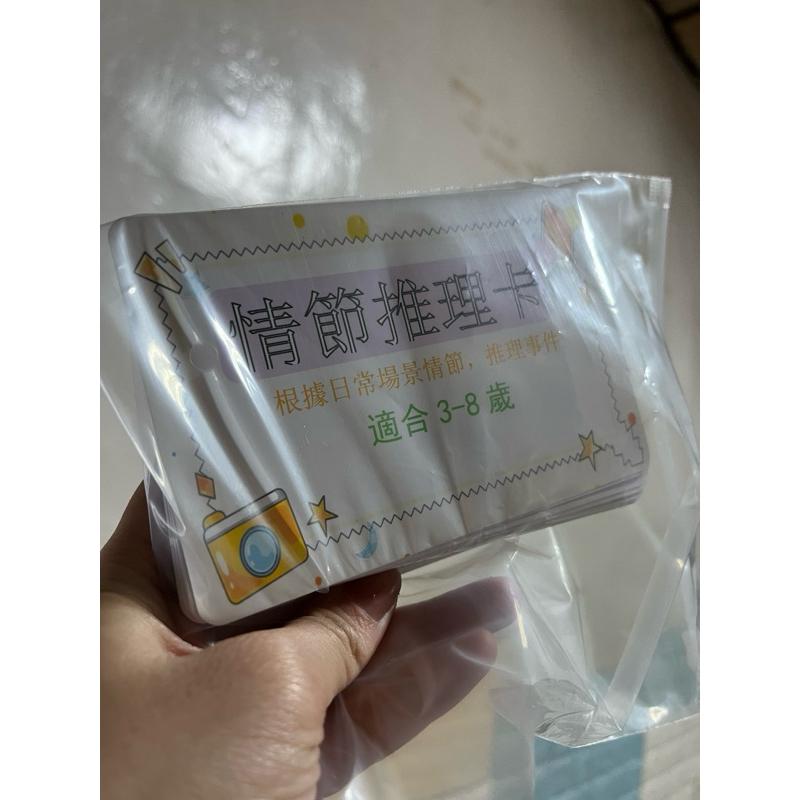 情節推理卡
根據日常場景情節，推理事件
適合 3-8 歲